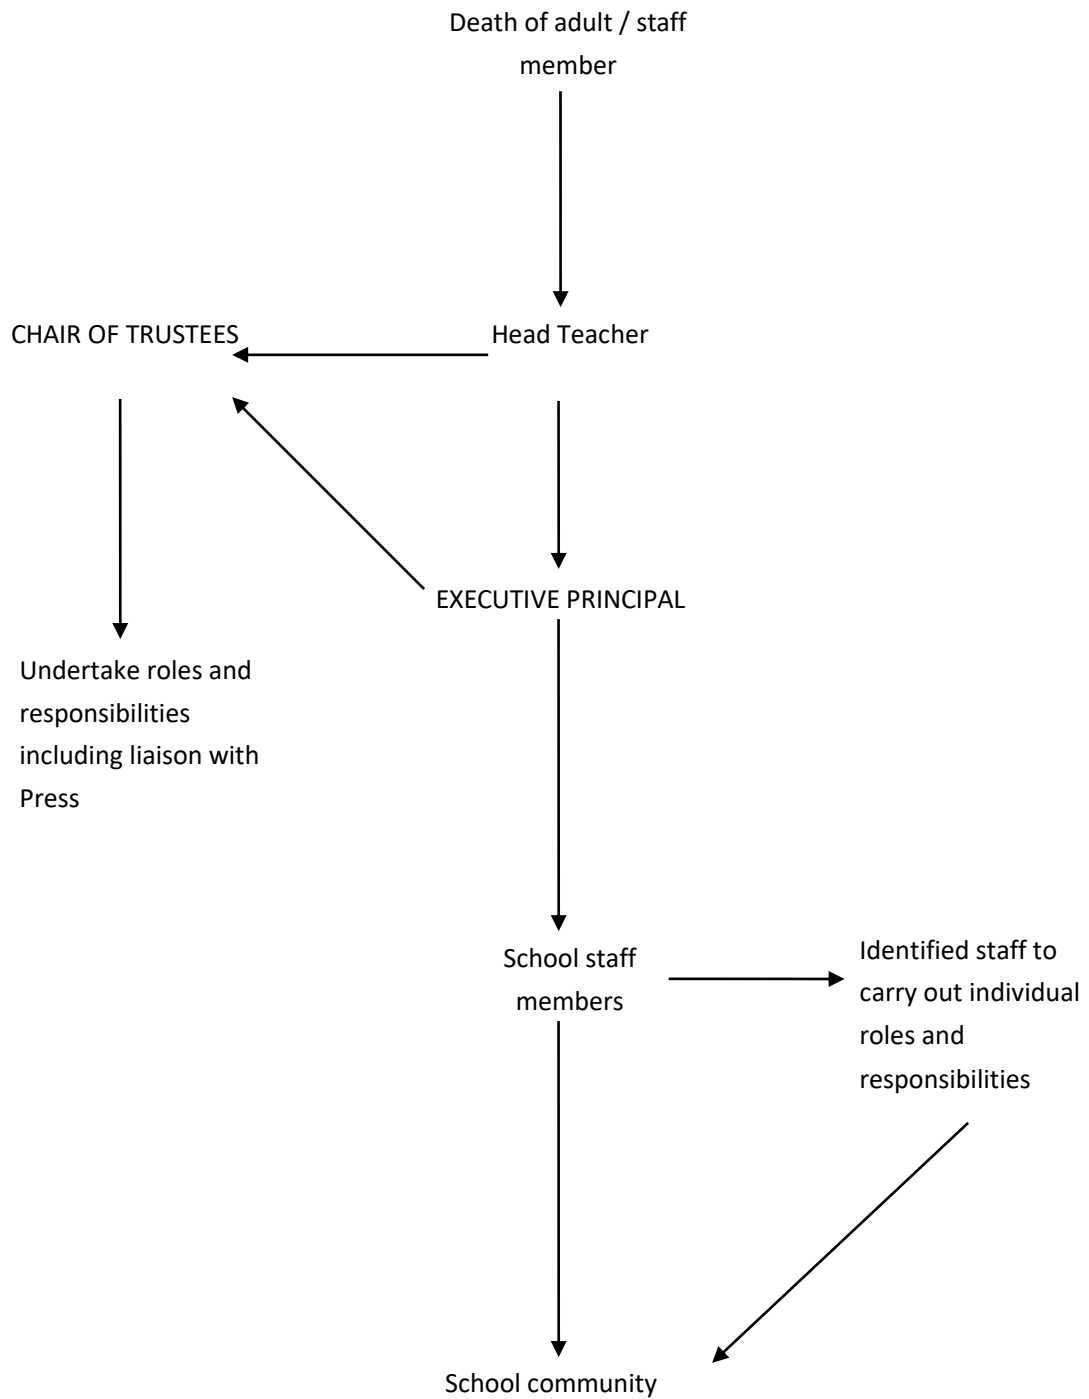 Death of adult / staff
member
CHAIR OF TRUSTEES
Head Teacher
EXECUTIVE PRINCIPAL
Undertake roles and
responsibilities
including liaison with
Press
School staff
members
Identified staff to
carry out individual
roles and
responsibilities
School community